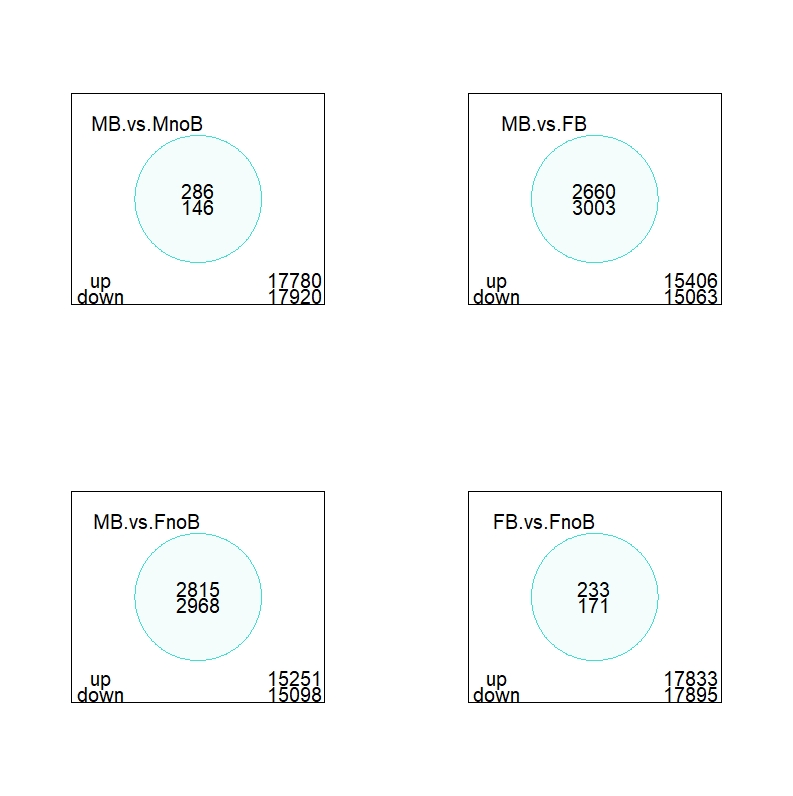 MB.vs.MnoB
286
146
up 17780
down 17920
MB.vs.FB
2660
3003
up 15406
down 15063
MB.vs.FnoB
2815
2968
up 15251
down 15098
FB.vs.FnoB
233
171
up 17833
down 17895